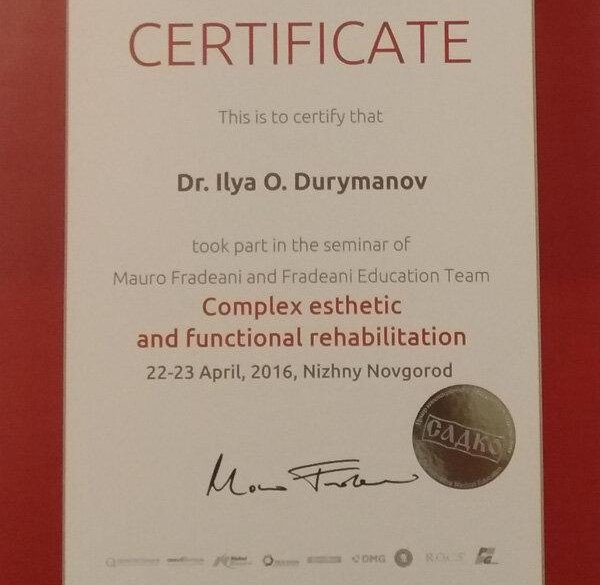 CERTIFICATE
This is to certify that
Dr. Ilya O. Durymanov
took part in the seminar of
Mauro Fradeani and Fradeani Education Team
Complex esthetic
and functional rehabilitation
22-23 April, 2016, Nizhny Novgorod
САДКО
DMG
R.O.C.S.